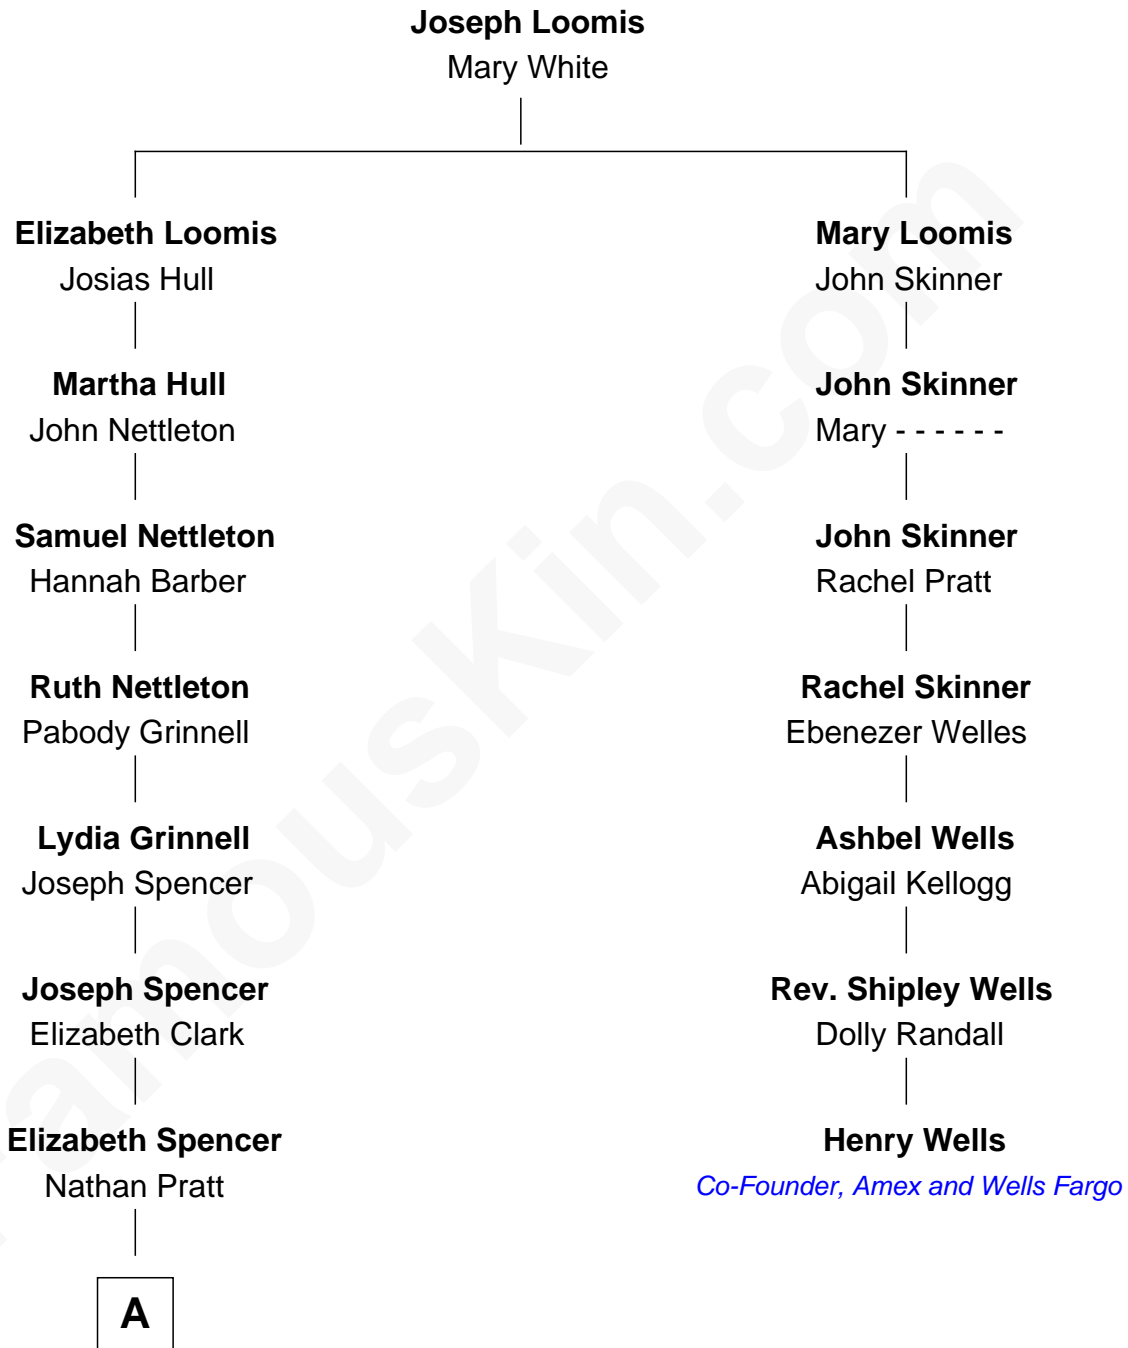 Joseph Loomis
Mary White
Elizabeth Loomis
Josias Hull
Martha Hull
John Nettleton
Samuel Nettleton
Hannah Barber
Ruth Nettleton
Pabody Grinnell
Lydia Grinnell
Joseph Spencer
Joseph Spencer
Elizabeth Clark
Elizabeth Spencer
Nathan Pratt
A
Mary Loomis
John Skinner
John Skinner
Mary - - - - - -
John Skinner
Rachel Pratt
Rachel Skinner
Ebenezer Welles
Ashbel Wells
Abigail Kellogg
Rev. Shipley Wells
Dolly Randall
Henry Wells
Co-Founder, Amex and Wells Fargo
FamousKin.com